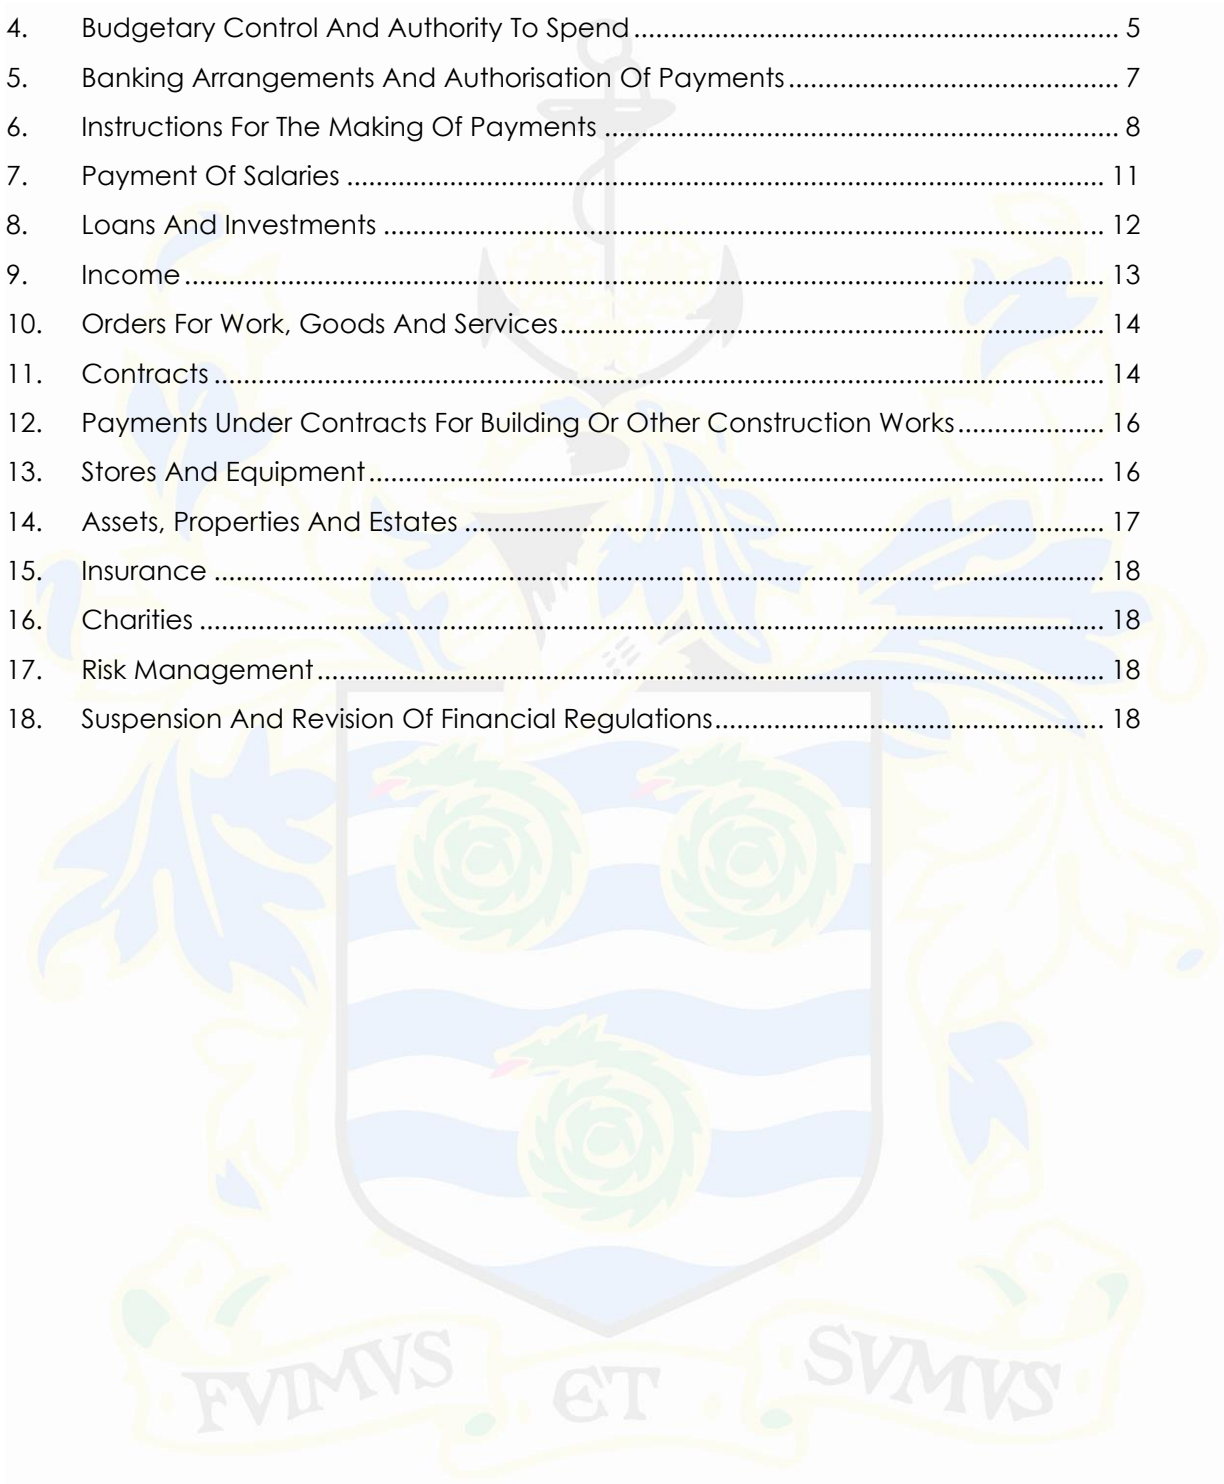 4. Budgetary Control And Authority To Spend ................................................................ 5
5. Banking Arrangements And Authorisation Of Payments ............................................ 7
6. Instructions For The Making Of Payments .................................................................... 8
7. Payment Of Salaries ...................................................................................................... 11
8. Loans And Investments ................................................................................................. 12
9. Income ............................................................................................................................ 13
10. Orders For Work, Goods And Services ......................................................................... 14
11. Contracts ........................................................................................................................ 14
12. Payments Under Contracts For Building Or Other Construction Works .................... 16
13. Stores And Equipment ................................................................................................... 16
14. Assets, Properties And Estates ...................................................................................... 17
15. Insurance ........................................................................................................................ 18
16. Charities .......................................................................................................................... 18
17. Risk Management .......................................................................................................... 18
18. Suspension And Revision Of Financial Regulations ..................................................... 18
FVIMVS ET SVMVS